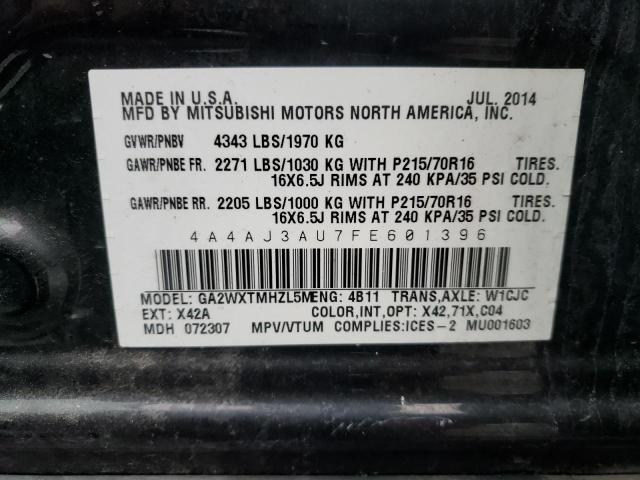 MADE IN U.S.A. JUL. 2014
MFD BY MITSUBISHI MOTORS NORTH AMERICA, INC.
GVWR/PNBV 4343 LBS/1970 KG
GAWR/PNBE FR. 2271 LBS/1030 KG WITH P215/70R16 TIRES.
16X6.5J RIMS AT 240 KPA/35 PSI COLD.
GAWR/PNBE RR. 2205 LBS/1000 KG WITH P215/70R16 TIRES.
16X6.5J RIMS AT 240 KPA/35 PSI COLD.
4A4AJ3AU7FE601396
MODEL: GA2WXTMHZL5M ENG: 4B11 TRANS,AXLE: W1CJC
EXT: X42A COLOR,INT,OPT: X42,71X,C04
MDH 072307 MPV/VTUM COMPLIES:ICES-2 MU001603